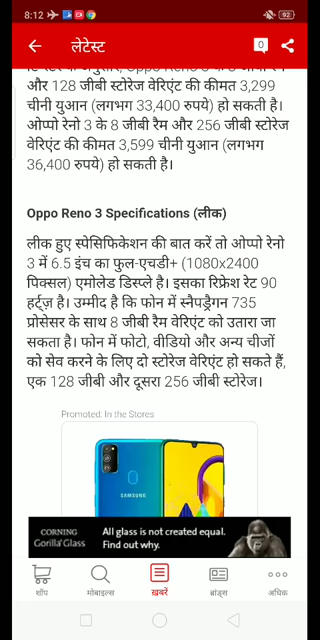 8:12
92
लेटेस्ट
0
और 128 जीबी स्टोरेज वेरिएंट की कीमत 3,299
चीनी युआन (लगभग 33,400 रुपये) हो सकती है।
ओप्पो रेनो 3 के 8 जीबी रैम और 256 जीबी स्टोरेज
वेरिएंट की कीमत 3,599 चीनी युआन (लगभग
36,400 रुपये) हो सकती है।
Oppo Reno 3 Specifications (लीक)
लीक हुए स्पेसिफिकेशन की बात करें तो ओप्पो रेनो
3 में 6.5 इंच का फुल-एचडी+ (1080x2400
पिक्सल) एमोलेड डिस्प्ले है। इसका रिफ्रेश रेट 90
हर्ट्ज़ है। उम्मीद है कि फोन में स्नैपड्रैगन 735
प्रोसेसर के साथ 8 जीबी रैम वेरिएंट को उतारा जा
सकता है। फोन में फोटो, वीडियो और अन्य चीजों
को सेव करने के लिए दो स्टोरेज वेरिएंट हो सकते हैं,
एक 128 जीबी और दूसरा 256 जीबी स्टोरेज।
Promoted: In the Stores
SAMSUNG
CORNING
Gorilla Glass
All glass is not created equal.
Find out why.
शॉप
मोबाइल्स
ख़बरें
ब्रांड्स
अधिक